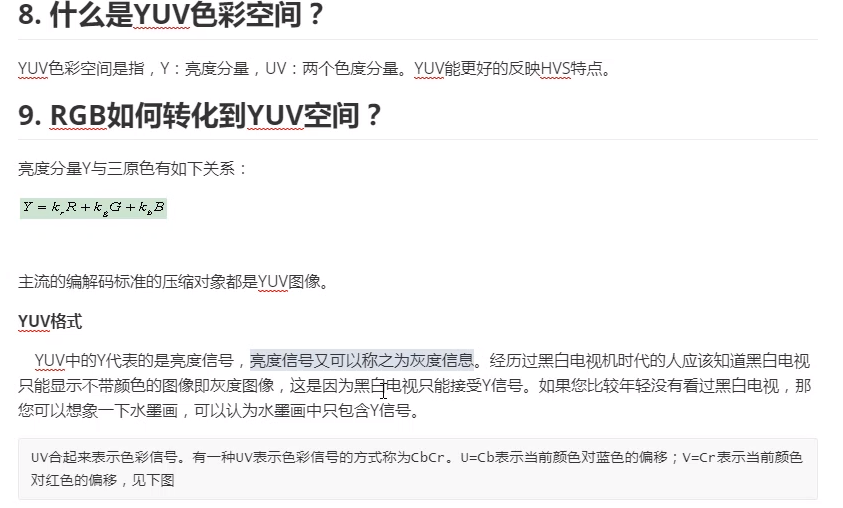 8. 什么是YUV色彩空间？
YUV色彩空间是指，Y：亮度分量，UV：两个色度分量。YUV能更好的反映HVS特点。
9. RGB如何转化到YUV空间？
亮度分量Y与三原色有如下关系：
Y = kᵣR + k_gG + k_bB
主流的编解码标准的压缩对象都是YUV图像。
YUV格式
YUV中的Y代表的是亮度信号，亮度信号又可以称之为灰度信息。经历过黑白电视机时代的人应该知道黑白电视
只能显示不带颜色的图像即灰度图像，这是因为黑白电视只能接受Y信号。如果您比较年轻没有看过黑白电视，那
您可以想象一下水墨画，可以认为水墨画中只包含Y信号。
UV合起来表示色彩信号。有一种UV表示色彩信号的方式称为CbCr。U=Cb表示当前颜色对蓝色的偏移；V=Cr表示当前颜色
对红色的偏移，见下图